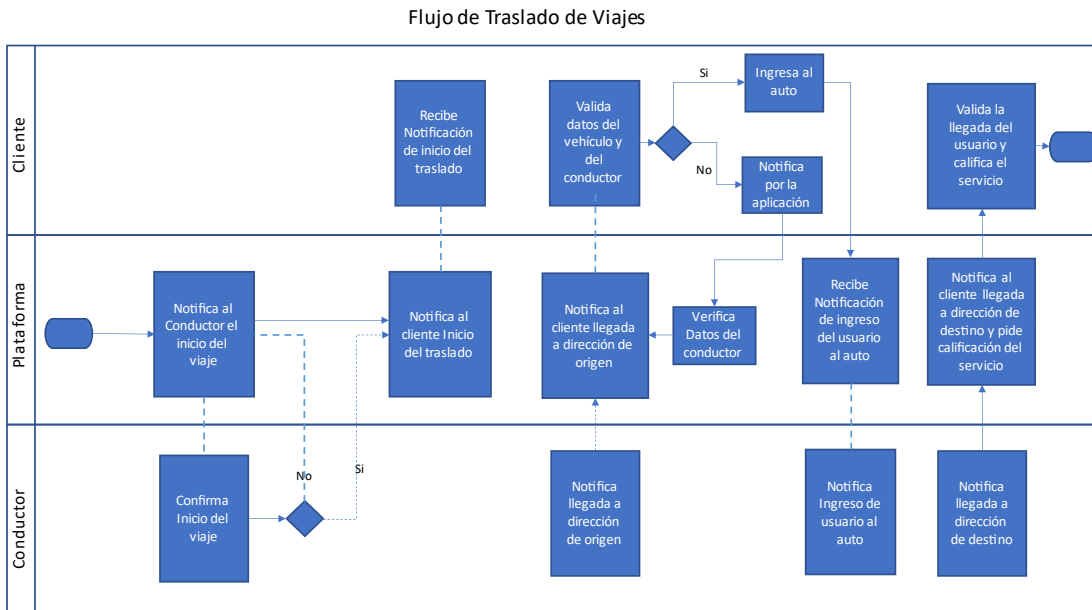 Flujo de Traslado de Viajes
Cliente
Recibe
Notificación
de inicio del
traslado
Valida
datos del
vehículo y
del
conductor
Si
No
Ingresa al
auto
Notifica
por la
aplicación
Valida la
llegada del
usuario y
califica el
servicio
Plataforma
Notifica al
Conductor el
inicio del
viaje
Notifica al
cliente Inicio
del traslado
Notifica al
cliente llegada
a dirección de
origen
Verifica
Datos del
conductor
Recibe
Notificación
de ingreso
del usuario
al auto
Notifica al
cliente llegada
a dirección de
destino y pide
calificación del
servicio
Conductor
Confirma
Inicio del
viaje
No
Si
Notifica
llegada a
dirección
de origen
Notifica
Ingreso de
usuario al
auto
Notifica
llegada a
dirección
de destino